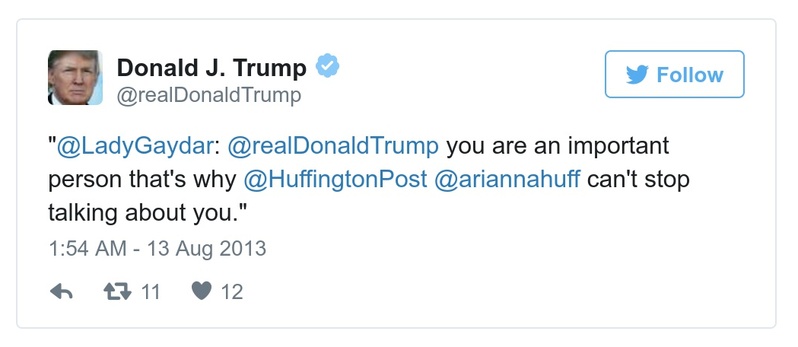 Donald J. Trump
@realDonaldTrump
Follow
"@LadyGaydar: @realDonaldTrump you are an important
person that's why @HuffingtonPost @ariannahuff can't stop
talking about you."
1:54 AM - 13 Aug 2013
11 12